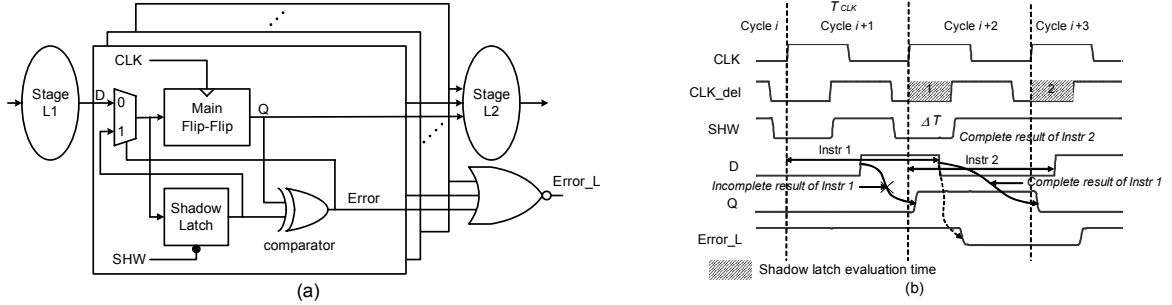 CLK
D
0
1
Stage
L1
Main
Flip-Flip
Q
Stage
L2
Shadow
Latch
SHW
comparator
Error
Error_L
(a)
T CLK
Cycle i
Cycle i+1
Cycle i+2
Cycle i+3
CLK
CLK_del
1
2
SHW
ΔT
Complete result of Instr 2
Instr 1
D
Instr 2
Incomplete result of Instr 1
Complete result of Instr 1
Q
Error_L
Shadow latch evaluation time
(b)